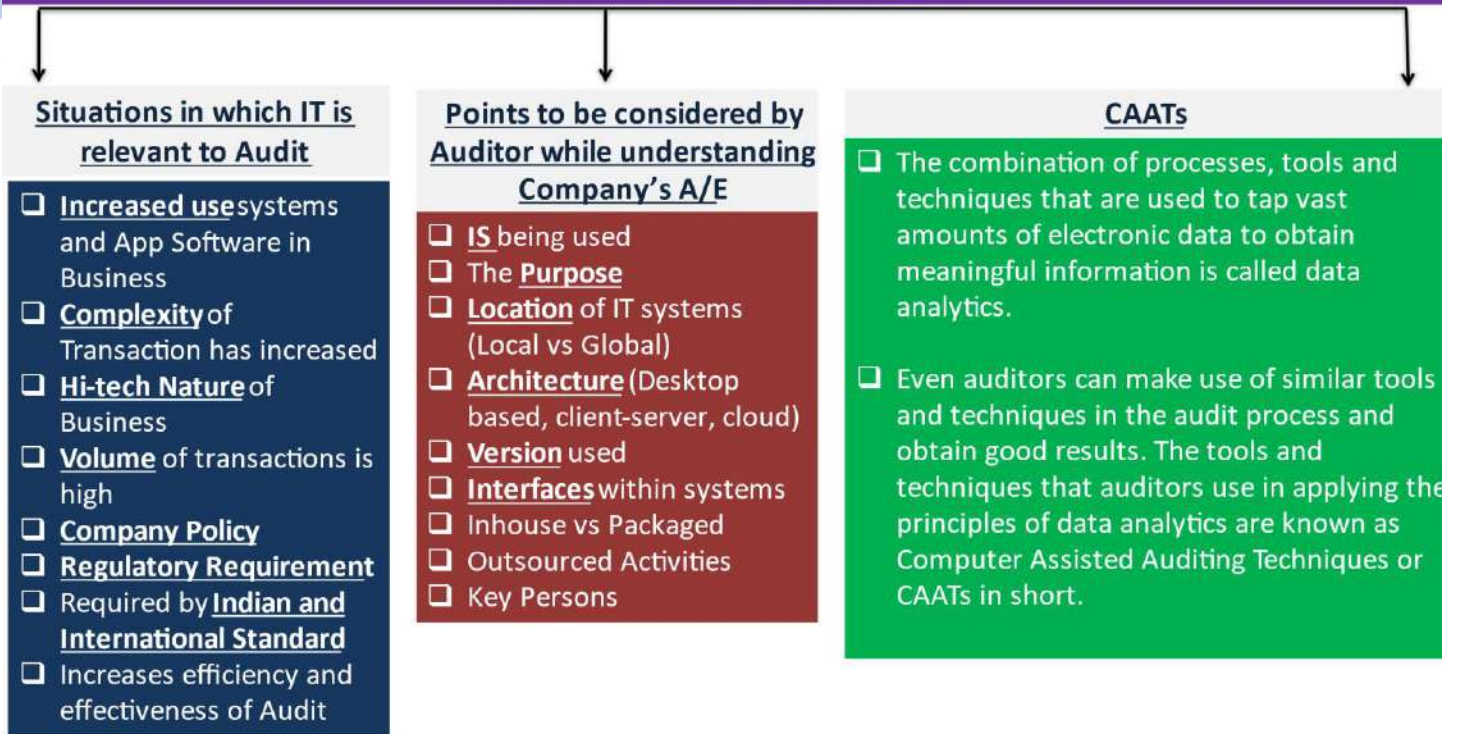 Situations in which IT is
relevant to Audit
❑ Increased use systems
and App Software in
Business
❑ Complexity of
Transaction has increased
❑ Hi-tech Nature of
Business
❑ Volume of transactions is
high
❑ Company Policy
❑ Regulatory Requirement
❑ Required by Indian and
International Standard
❑ Increases efficiency and
effectiveness of Audit
Points to be considered by
Auditor while understanding
Company's A/E
❑ IS being used
❑ The Purpose
❑ Location of IT systems
(Local vs Global)
❑ Architecture (Desktop
based, client-server, cloud)
❑ Version used
❑ Interfaces within systems
❑ Inhouse vs Packaged
❑ Outsourced Activities
❑ Key Persons
CAATs
❑ The combination of processes, tools and
techniques that are used to tap vast
amounts of electronic data to obtain
meaningful information is called data
analytics.
❑ Even auditors can make use of similar tools
and techniques in the audit process and
obtain good results. The tools and
techniques that auditors use in applying the
principles of data analytics are known as
Computer Assisted Auditing Techniques or
CAATs in short.